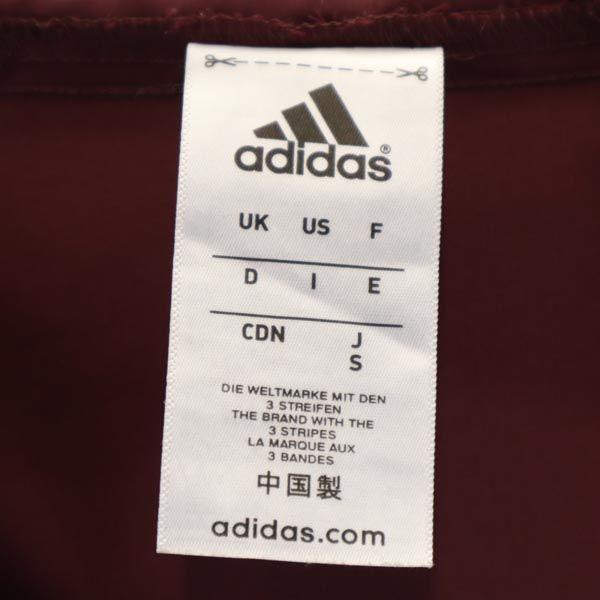 adidas®
UK US F
D I E
CDN J
S
DIE WELTMARKE MIT DEN
3 STREIFEN
THE BRAND WITH THE
3 STRIPES
LA MARQUE AUX
3 BANDES
中国製
adidas.com